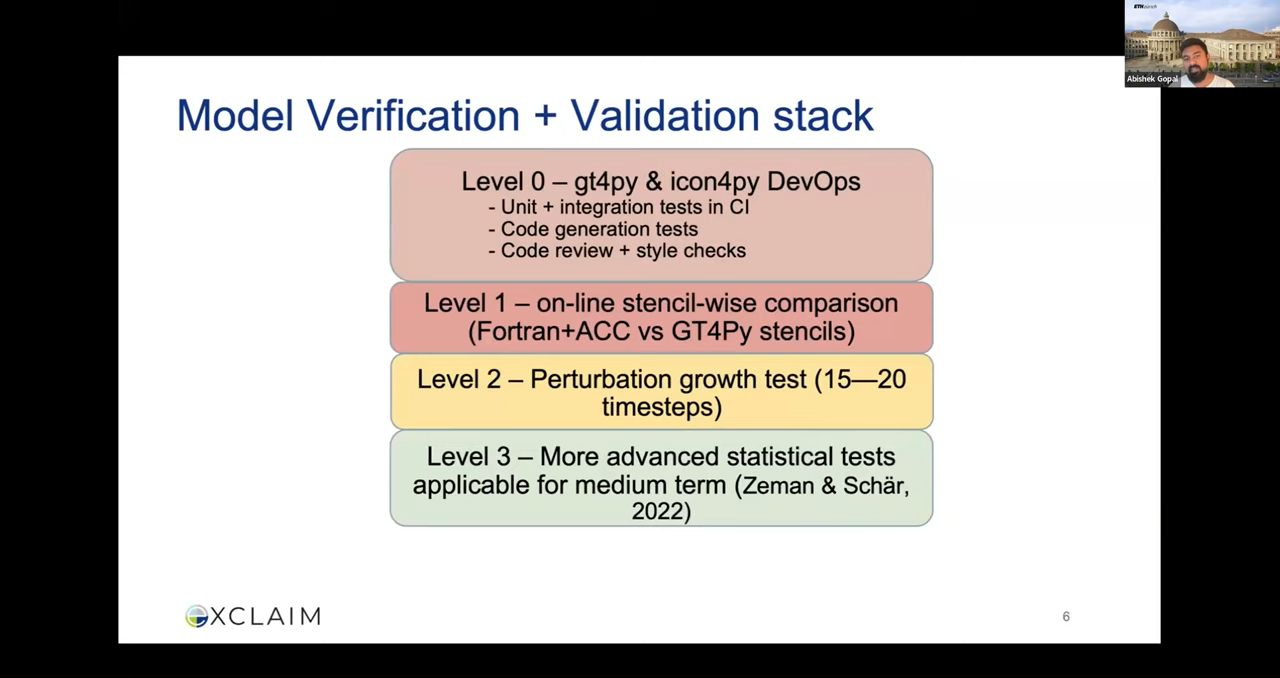 ETH zürich
Abishek Gopal
Model Verification + Validation stack
Level 0 – gt4py & icon4py DevOps
- Unit + integration tests in CI
- Code generation tests
- Code review + style checks
Level 1 – on-line stencil-wise comparison
(Fortran+ACC vs GT4Py stencils)
Level 2 – Perturbation growth test (15—20
timesteps)
Level 3 – More advanced statistical tests
applicable for medium term (Zeman & Schär,
2022)
XCLAIM
6